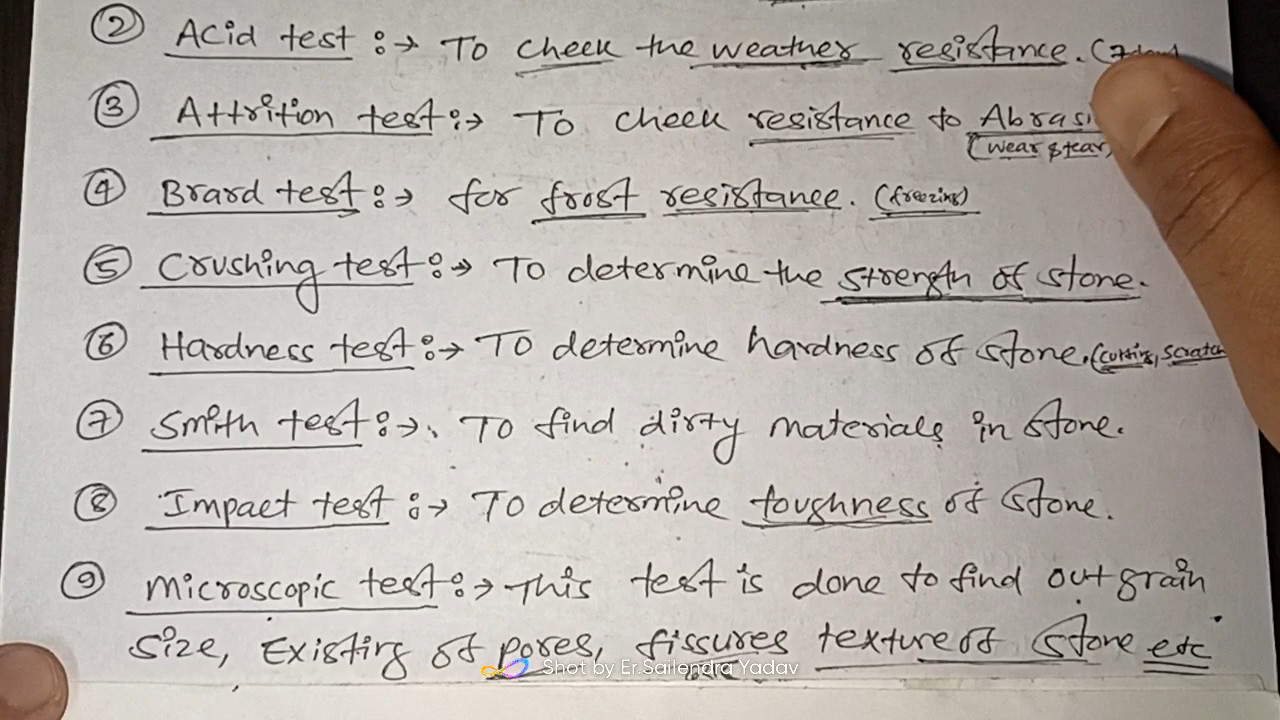 ② Acid test :→ To check the weather resistance. (7
③ Attrition test :→ To check resistance to Abrasi
(wear & tear)
④ Brard test :→ for frost resistance. (freezing)
⑤ Crushing test :→ To determine the strength of stone.
⑥ Hardness test :→ To determine hardness of stone. (cutting, scratch
⑦ Smith test :→ To find dirty materials in stone.
⑧ Impact test :→ To determine toughness of stone.
⑨ Microscopic test :→ This test is done to find out grain
size, Existing of pores, fissures texture of stone etc
Shot by Er.Sailendra Yadav